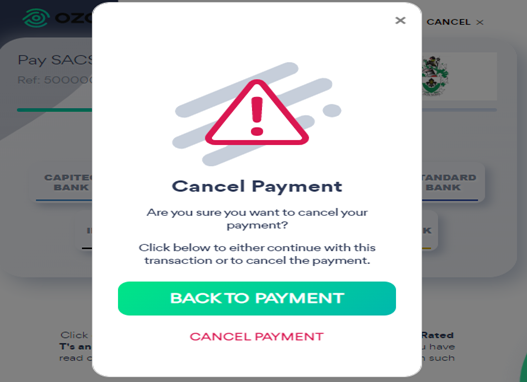 OZO
CANCEL ×
Pay SACS
Ref: 500000
CAPITEC
BANK
STANDARD
BANK
Cancel Payment
Are you sure you want to cancel your
payment?
Click below to either continue with this
transaction or to cancel the payment.
BACK TO PAYMENT
CANCEL PAYMENT
Click
Rated
T's an
have
read
such